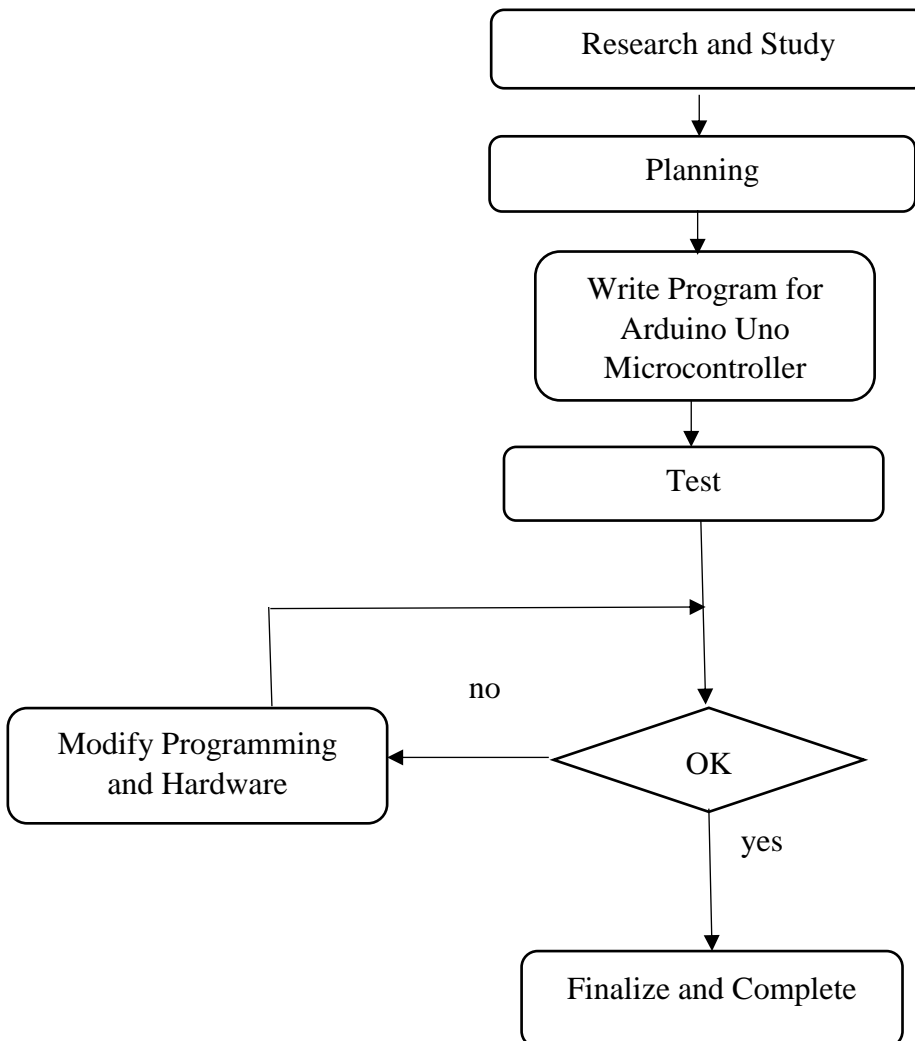 Research and Study
Planning
Write Program for
Arduino Uno
Microcontroller
Test
no
Modify Programming
and Hardware
OK
yes
Finalize and Complete